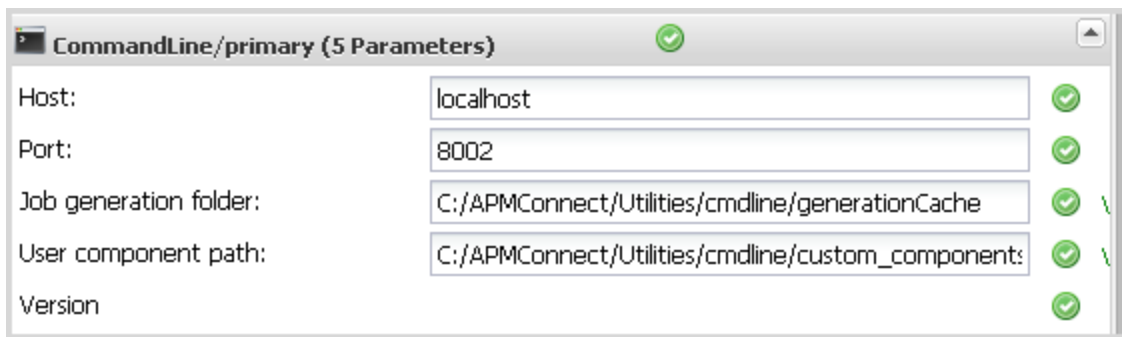 CommandLine/primary (5 Parameters)
Host: localhost
Port: 8002
Job generation folder: C:/APMConnect/Utilities/cmdline/generationCache
User component path: C:/APMConnect/Utilities/cmdline/custom_components
Version